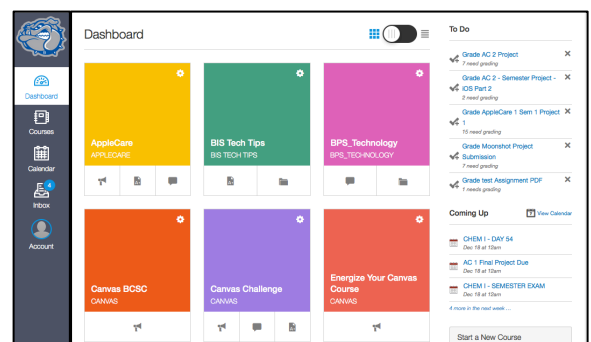 Dashboard
Courses
Calendar
4
Inbox
Account
Dashboard
AppleCare
APPLECARE
BIS Tech Tips
BIS TECH TIPS
BPS_Technology
BPS_TECHNOLOGY
Canvas BCSC
CANVAS
Canvas Challenge
CANVAS
Energize Your Canvas
Course
CANVAS
To Do
Grade AC 2 Project
7 need grading
Grade AC 2 - Semester Project -
iOS Part 2
2 need grading
Grade AppleCare 1 Sem 1 Project
1
15 need grading
Grade Moonshot Project
Submission
7 need grading
Grade test Assignment PDF
1 needs grading
Coming Up
View Calendar
CHEM I - DAY 54
Dec 18 at 12am
AC 1 Final Project Due
Dec 18 at 12am
CHEM I - SEMESTER EXAM
Dec 18 at 12am
4 more in the next week ...
Start a New Course